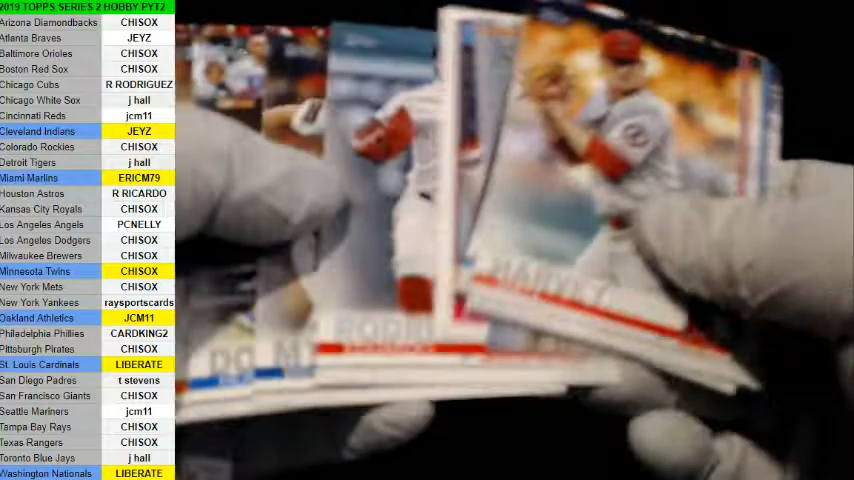 2019 TOPPS SERIES 2 HOBBY PYT2
Arizona Diamondbacks CHISOX
Atlanta Braves JEYZ
Baltimore Orioles CHISOX
Boston Red Sox CHISOX
Chicago Cubs R RODRIGUEZ
Chicago White Sox j hall
Cincinnati Reds jcm11
Cleveland Indians JEYZ
Colorado Rockies CHISOX
Detroit Tigers j hall
Miami Marlins ERICM79
Houston Astros R RICARDO
Kansas City Royals CHISOX
Los Angeles Angels PCNELLY
Los Angeles Dodgers CHISOX
Milwaukee Brewers CHISOX
Minnesota Twins CHISOX
New York Mets CHISOX
New York Yankees raysportscards
Oakland Athletics JCM11
Philadelphia Phillies CARDKING2
Pittsburgh Pirates CHISOX
St. Louis Cardinals LIBERATE
San Diego Padres t stevens
San Francisco Giants CHISOX
Seattle Mariners jcm11
Tampa Bay Rays CHISOX
Texas Rangers CHISOX
Toronto Blue Jays j hall
Washington Nationals LIBERATE
HARVEY